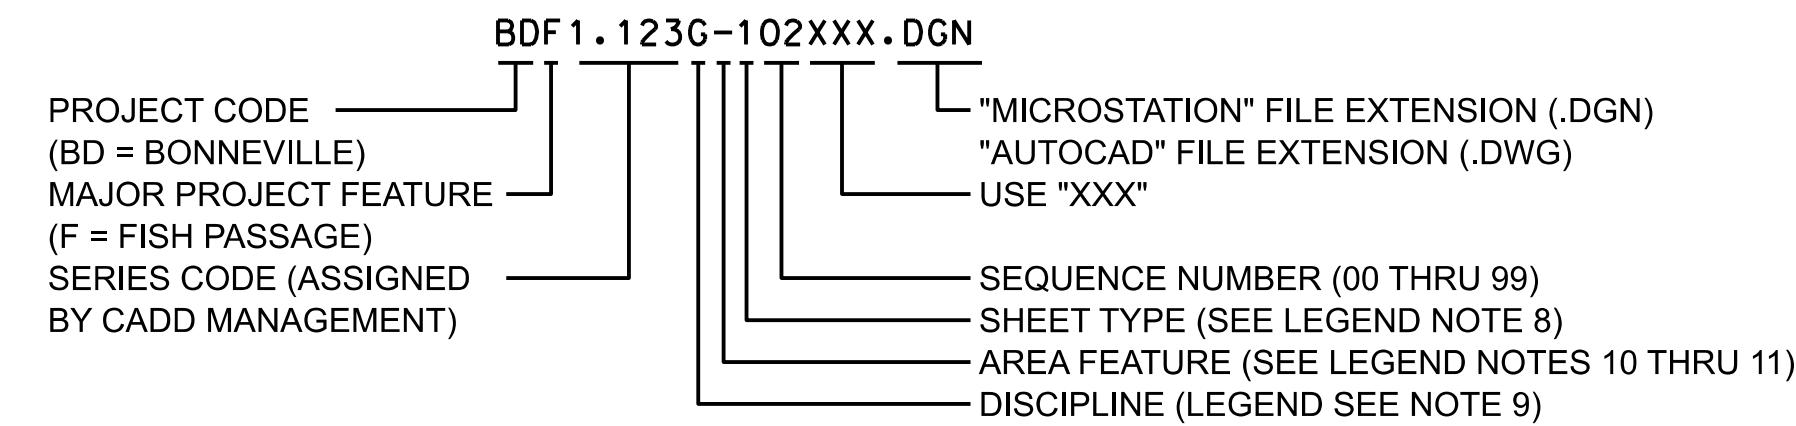 BDF1.123G-102XXX.DGN
PROJECT CODE
(BD = BONNEVILLE)
MAJOR PROJECT FEATURE
(F = FISH PASSAGE)
SERIES CODE (ASSIGNED
BY CADD MANAGEMENT)
"MICROSTATION" FILE EXTENSION (.DGN)
"AUTOCAD" FILE EXTENSION (.DWG)
USE "XXX"
SEQUENCE NUMBER (00 THRU 99)
SHEET TYPE (SEE LEGEND NOTE 8)
AREA FEATURE (SEE LEGEND NOTES 10 THRU 11)
DISCIPLINE (LEGEND SEE NOTE 9)